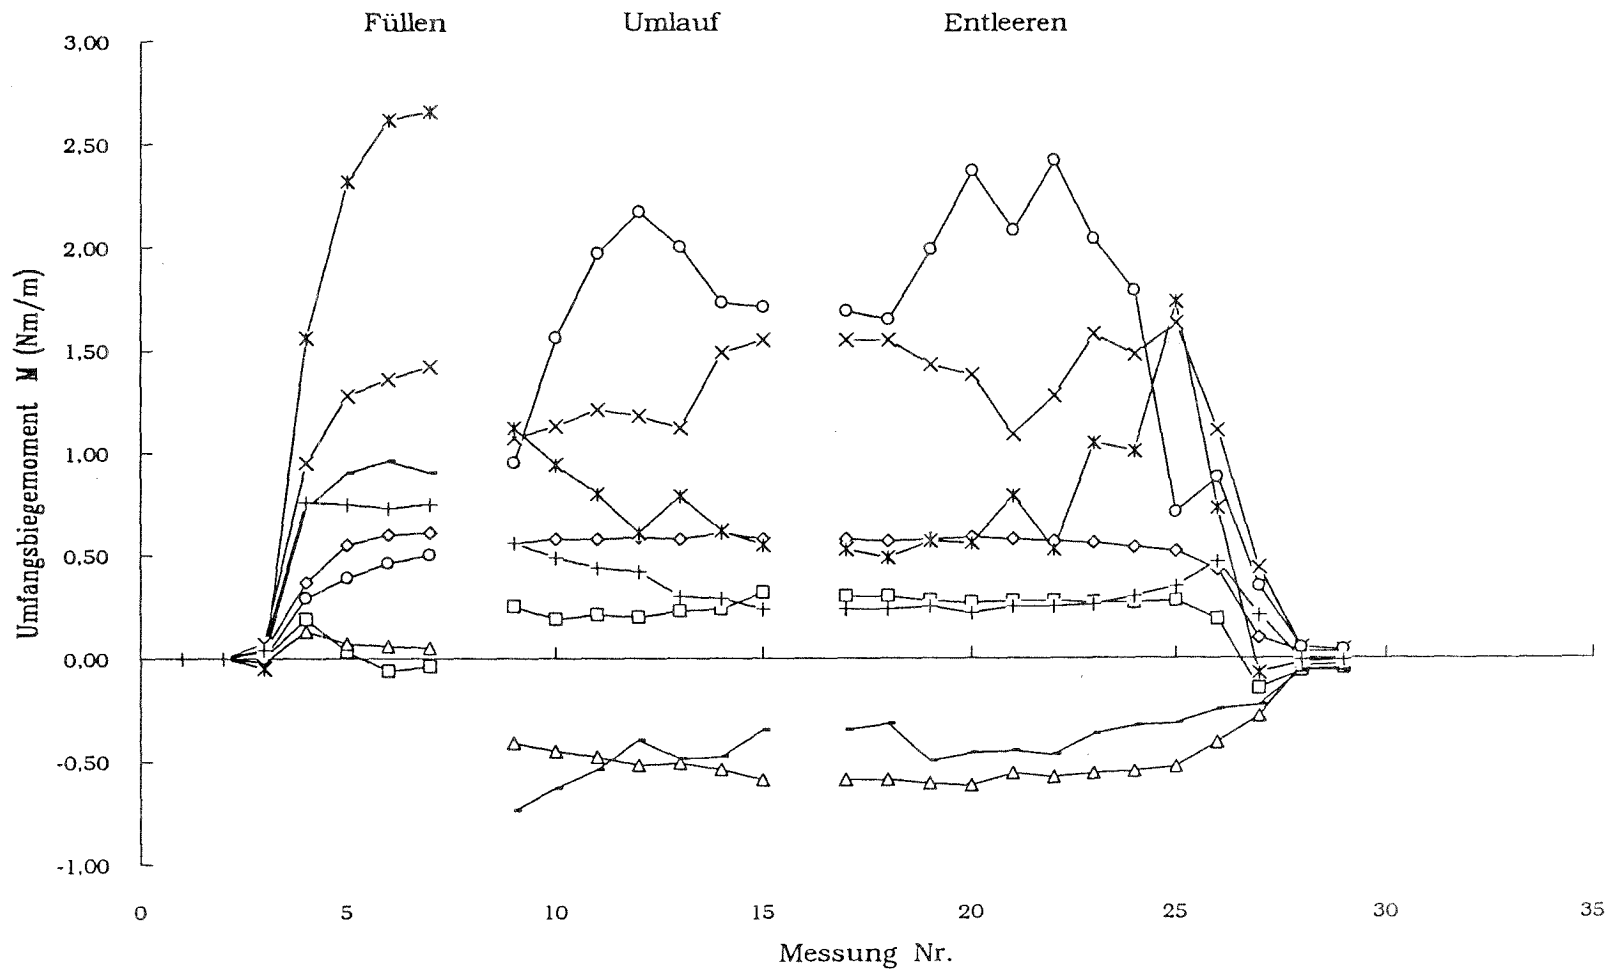 Füllen Umlauf Entleeren
3,00
2,50
2,00
1,50
1,00
0,50
0,00
-0,50
-1,00
Umfangsbiegemoment M (Nm/m)
0 5 10 15 20 25 30 35
Messung Nr.